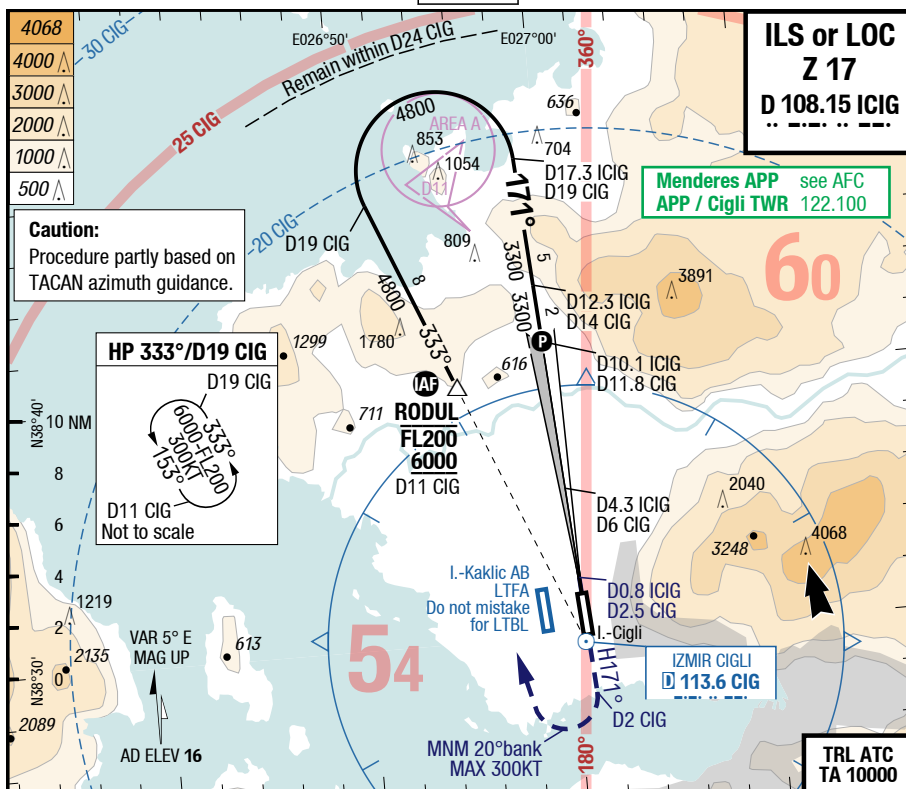 4068
4000
3000
2000
1000
500
30 CIG
E026°50'
E027°00'
360°
Remain within D24 CIG
25 CIG
ILS or LOC
Z 17
D 108.15 ICIG
4800
AREA A
636
853
1054
704
D11
D17.3 ICIG
D19 CIG
171°
Menderes APP see AFC
APP / Cigli TWR 122.100
Caution:
Procedure partly based on
TACAN azimuth guidance.
20 CIG
D19 CIG
809
60
3891
8
4800
5
3300
D12.3 ICIG
D14 CIG
2
3300
P
333°
1780
1299
HP 333°/D19 CIG
D19 CIG
6000-FL200
300KT
333°
153°
D11 CIG
Not to scale
616
D10.1 ICIG
D11.8 CIG
IAF
RODUL
FL200
6000
D11 CIG
711
N38°40'
10 NM
8
6
4
2
0
N38°30'
D4.3 ICIG
D6 CIG
2040
3248
4068
I.-Kaklic AB
LTFA
Do not mistake
for LTBL
D0.8 ICIG
D2.5 CIG
I.-Cigli
1219
2135
2089
613
VAR 5° E
MAG UP
AD ELEV 16
54
IZMIR CIGLI
D 113.6 CIG
H171°
D2 CIG
MNM 20°bank
MAX 300KT
180°
TRL ATC
TA 10000